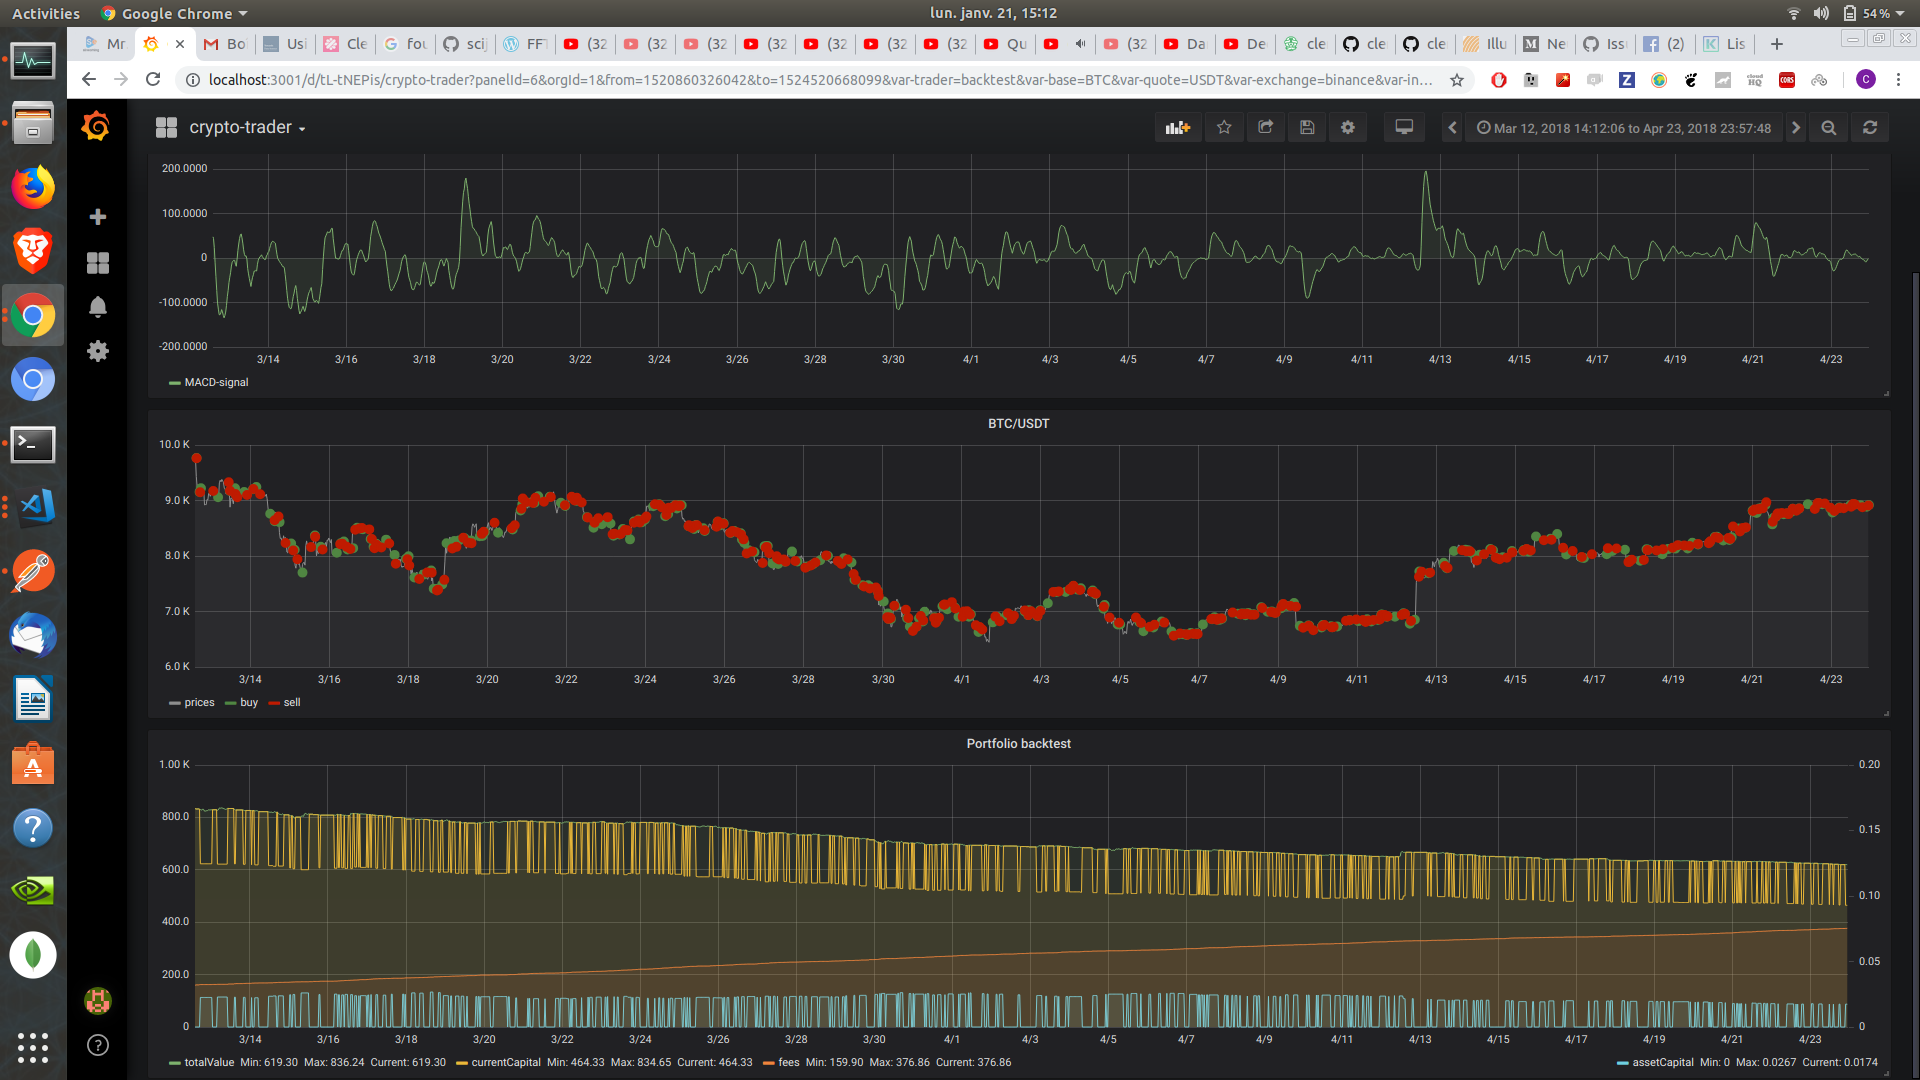 Activities Google Chrome lun. janv. 21, 15:12 54 %
Mr Bo Usi Cle fou scij FFT (32 (32 (32 (32 (32 (32 (32 Qu (32 Da De cle cle cle Illu Ne Iss (2) Lis
localhost:3001/d/tL-tNEPis/crypto-trader?panelId=6&orgId=1&from=1520860326042&to=1524520668099&var-trader=backtest&var-base=BTC&var-quote=USDT&var-exchange=binance&var-in...
crypto-trader Mar 12, 2018 14:12:06 to Apr 23, 2018 23:57:48
200.0000
100.0000
0
-100.0000
-200.0000
3/14 3/16 3/18 3/20 3/22 3/24 3/26 3/28 3/30 4/1 4/3 4/5 4/7 4/9 4/11 4/13 4/15 4/17 4/19 4/21 4/23
MACD-signal
BTC/USDT
10.0 K
9.0 K
8.0 K
7.0 K
6.0 K
3/14 3/16 3/18 3/20 3/22 3/24 3/26 3/28 3/30 4/1 4/3 4/5 4/7 4/9 4/11 4/13 4/15 4/17 4/19 4/21 4/23
prices buy sell
Portfolio backtest
1.00 K 0.20
800.0 0.15
600.0 0.10
400.0
200.0 0.05
0 0
3/14 3/16 3/18 3/20 3/22 3/24 3/26 3/28 3/30 4/1 4/3 4/5 4/7 4/9 4/11 4/13 4/15 4/17 4/19 4/21 4/23
totalValue Min: 619.30 Max: 836.24 Current: 619.30 currentCapital Min: 464.33 Max: 834.65 Current: 464.33 fees Min: 159.90 Max: 376.86 Current: 376.86 assetCapital Min: 0 Max: 0.0267 Current: 0.0174